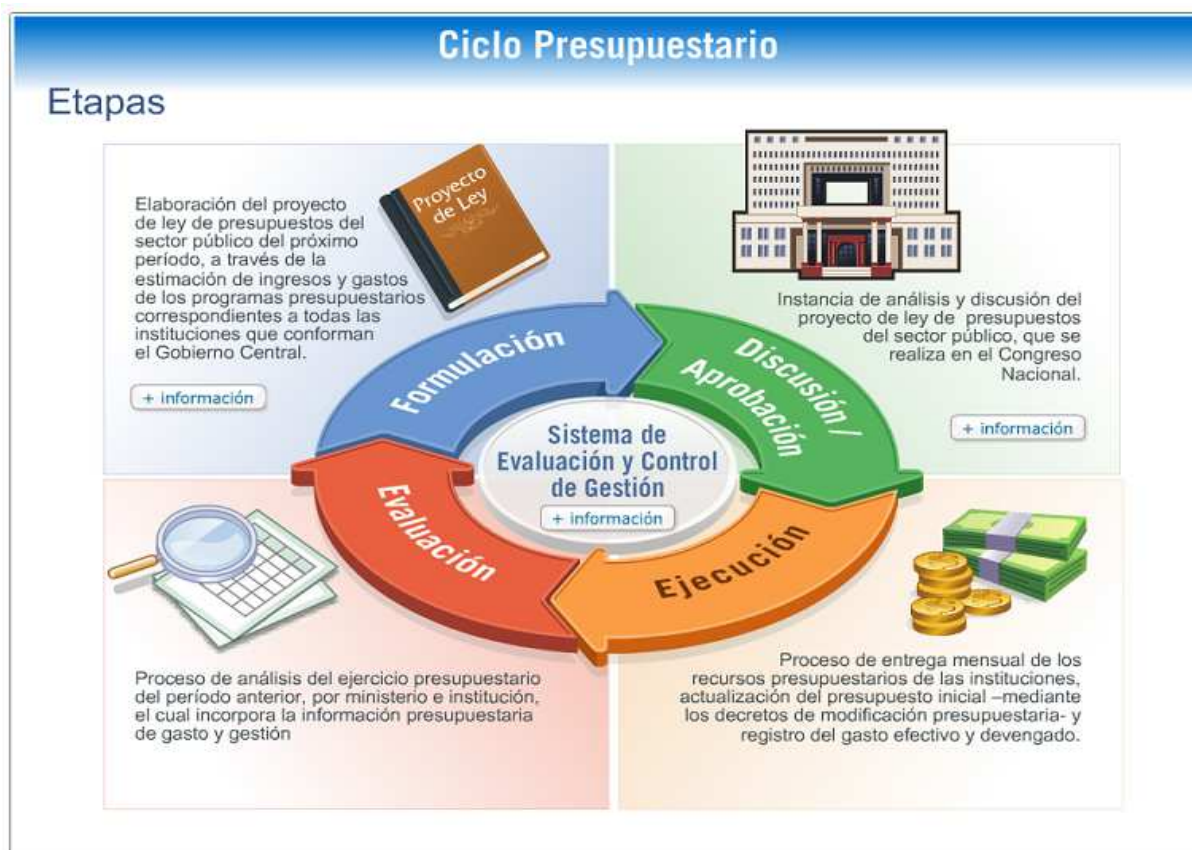 Ciclo Presupuestario
Etapas
Elaboración del proyecto
de ley de presupuestos del
sector público del próximo
período, a través de la
estimación de ingresos y gastos
de los programas presupuestarios
correspondientes a todas las
instituciones que conforman
el Gobierno Central.
+ información
Proyecto
de Ley
Instancia de análisis y discusión del
proyecto de ley de presupuestos
del sector público, que se
realiza en el Congreso
Nacional.
+ información
Formulación
Discusión /
Aprobación
Sistema de
Evaluación y Control
de Gestión
+ información
Evaluación
Ejecución
Proceso de análisis del ejercicio presupuestario
del período anterior, por ministerio e institución,
el cual incorpora la información presupuestaria
de gasto y gestión
Proceso de entrega mensual de los
recursos presupuestarios de las instituciones,
actualización del presupuesto inicial –mediante
los decretos de modificación presupuestaria- y
registro del gasto efectivo y devengado.